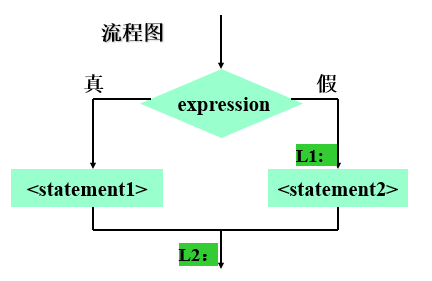 流程图
真
假
expression
L1:
<statement1>
<statement2>
L2：